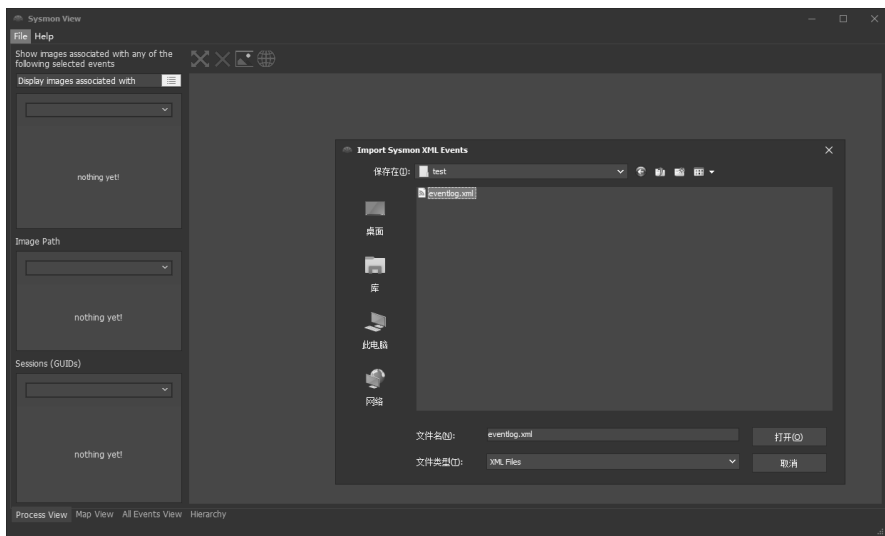 Sysmon View
File Help
Show images associated with any of the
following selected events
Display images associated with
nothing yet!
Image Path
nothing yet!
Sessions (GUIDs)
nothing yet!
Process View Map View All Events View Hierarchy
Import Sysmon XML Events
保存在(I): test
eventlog.xml
桌面
库
此电脑
网络
文件名(N): eventlog.xml 打开(O)
文件类型(T): XML Files 取消